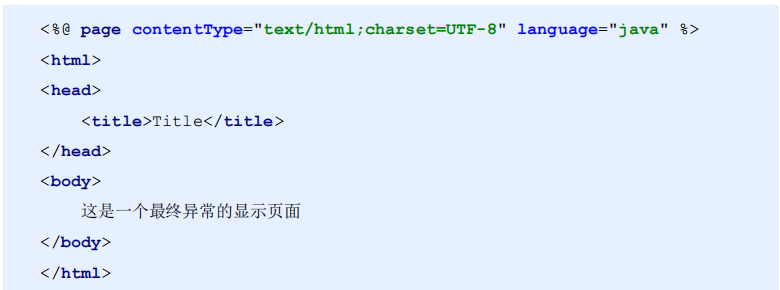 <%@ page contentType="text/html;charset=UTF-8" language="java" %>
<html>
<head>
    <title>Title</title>
</head>
<body>
    这是一个最终异常的显示页面
</body>
</html>